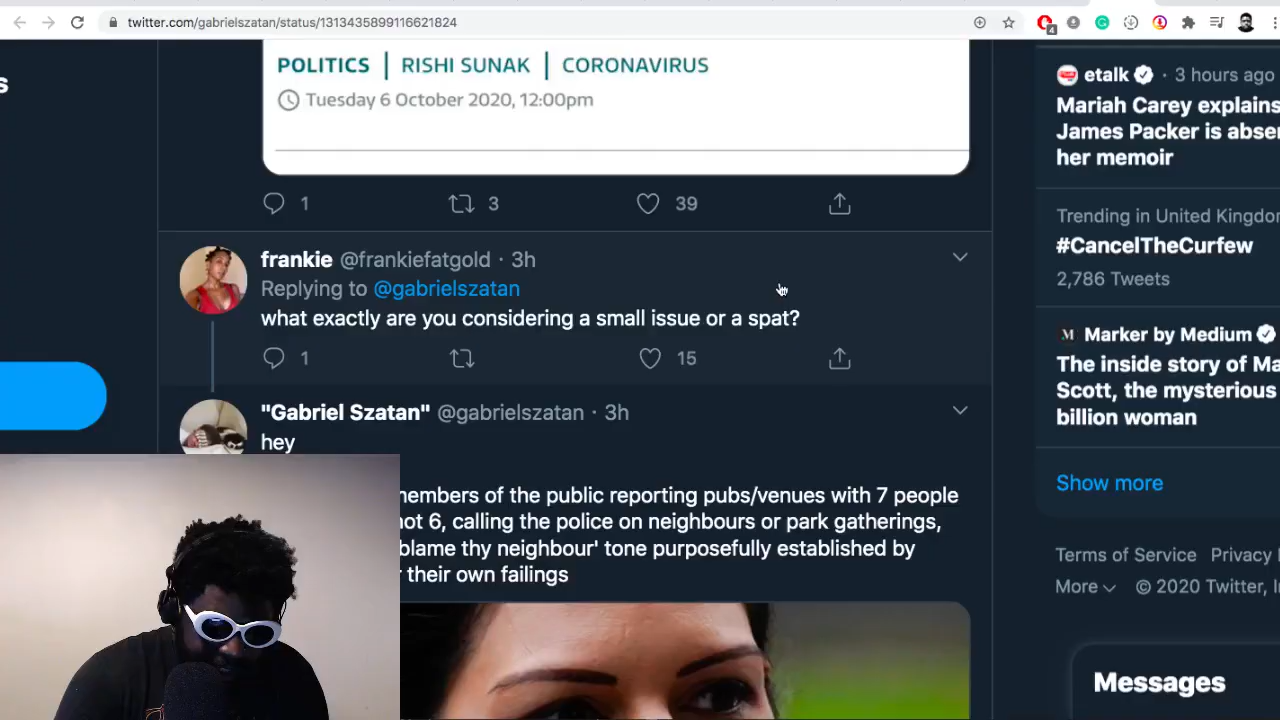 twitter.com/gabrielszatan/status/1313435899116621824
4
s
POLITICS | RISHI SUNAK | CORONAVIRUS
Tuesday 6 October 2020, 12:00pm
1 3 39
frankie @frankiefatgold · 3h
Replying to @gabrielszatan
what exactly are you considering a small issue or a spat?
1 15
"Gabriel Szatan" @gabrielszatan · 3h
hey
members of the public reporting pubs/venues with 7 people
not 6, calling the police on neighbours or park gatherings,
blame thy neighbour' tone purposefully established by
their own failings
etalk · 3 hours ago
Mariah Carey explains
James Packer is
her memoir
Trending in United
#CancelTheCurfew
2,786 Tweets
M Marker by Medium
The inside story of
Scott, the mysterious
billion woman
Show more
Terms of Service Privacy
More © 2020 Twitter,
Messages